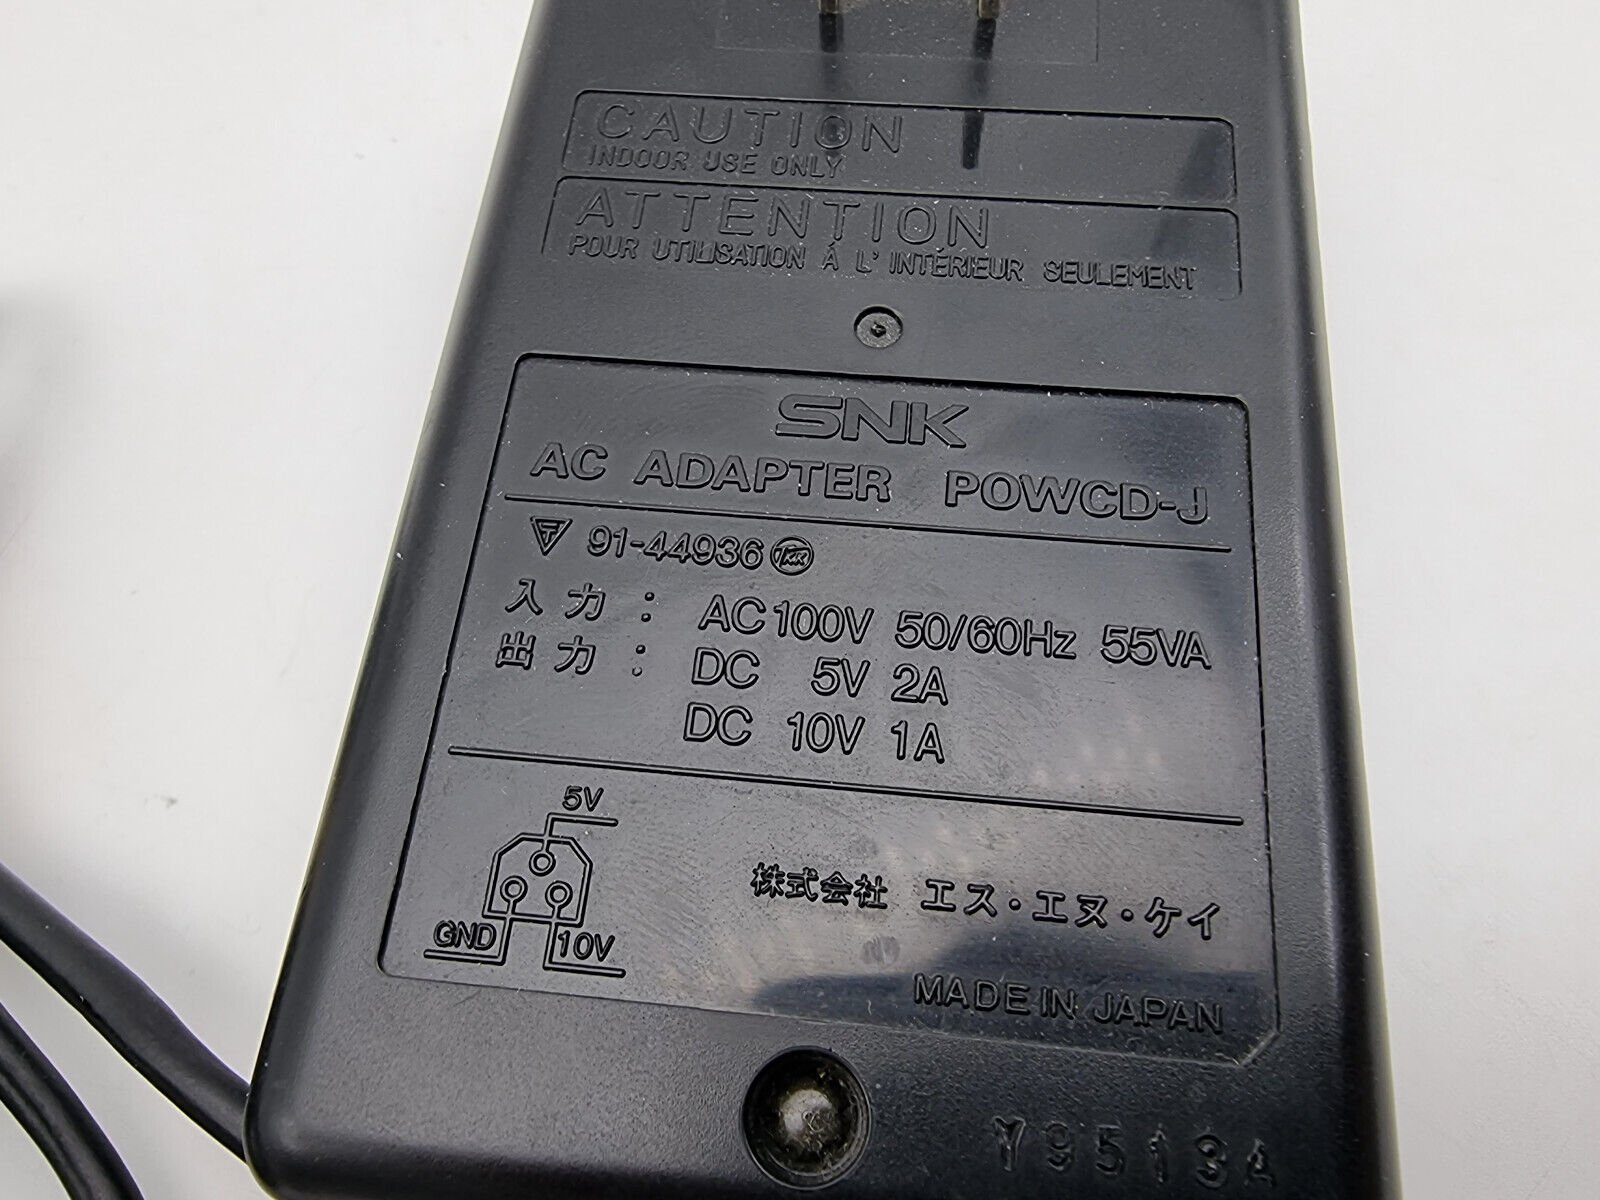 CAUTION
INDOOR USE ONLY
ATTENTION
POUR UTILISATION À L'INTÉRIEUR SEULEMENT
SNK
AC ADAPTER POWCD-J
91-44936
入力: AC100V 50/60Hz 55VA
出力: DC 5V 2A
DC 10V 1A
5V
GND
10V
株式会社 エス・エヌ・ケイ
MADE IN JAPAN
Y9513A